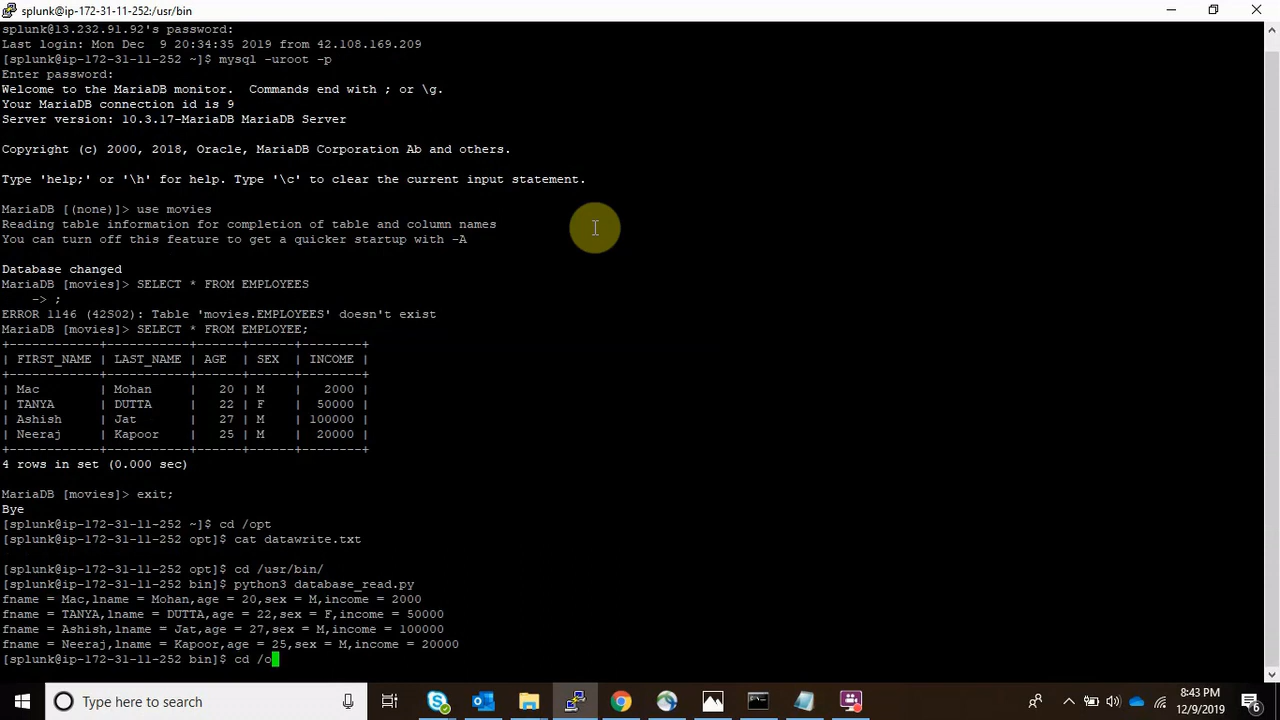 splunk@ip-172-31-11-252:/usr/bin
splunk@13.232.91.92's password:
Last login: Mon Dec  9 20:34:35 2019 from 42.108.169.209
[splunk@ip-172-31-11-252 ~]$ mysql -uroot -p
Enter password:
Welcome to the MariaDB monitor.  Commands end with ; or \g.
Your MariaDB connection id is 9
Server version: 10.3.17-MariaDB MariaDB Server
Copyright (c) 2000, 2018, Oracle, MariaDB Corporation Ab and others.
Type 'help;' or '\h' for help. Type '\c' to clear the current input statement.
MariaDB [(none)]> use movies
Reading table information for completion of table and column names
You can turn off this feature to get a quicker startup with -A
Database changed
MariaDB [movies]> SELECT * FROM EMPLOYEES
    -> ;
ERROR 1146 (42S02): Table 'movies.EMPLOYEES' doesn't exist
MariaDB [movies]> SELECT * FROM EMPLOYEE;
+------------+-----------+------+------+--------+
| FIRST_NAME | LAST_NAME | AGE  | SEX  | INCOME |
+------------+-----------+------+------+--------+
| Mac        | Mohan     |   20 | M    |   2000 |
| TANYA      | DUTTA     |   22 | F    |  50000 |
| Ashish     | Jat       |   27 | M    | 100000 |
| Neeraj     | Kapoor    |   25 | M    |  20000 |
+------------+-----------+------+------+--------+
4 rows in set (0.000 sec)
MariaDB [movies]> exit;
Bye
[splunk@ip-172-31-11-252 ~]$ cd /opt
[splunk@ip-172-31-11-252 opt]$ cat datawrite.txt
[splunk@ip-172-31-11-252 opt]$ cd /usr/bin/
[splunk@ip-172-31-11-252 bin]$ python3 database_read.py
fname = Mac,lname = Mohan,age = 20,sex = M,income = 2000
fname = TANYA,lname = DUTTA,age = 22,sex = F,income = 50000
fname = Ashish,lname = Jat,age = 27,sex = M,income = 100000
fname = Neeraj,lname = Kapoor,age = 25,sex = M,income = 20000
[splunk@ip-172-31-11-252 bin]$ cd /o
Type here to search
8:43 PM
12/9/2019
6